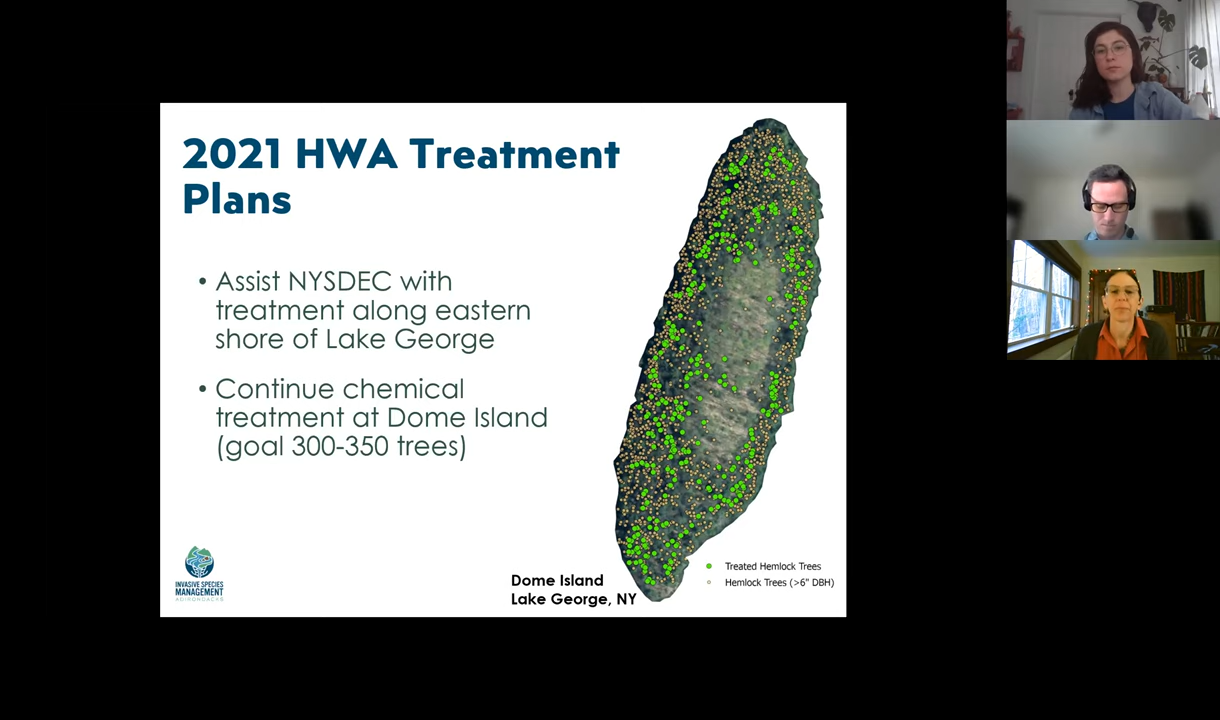 2021 HWA Treatment
Plans
• Assist NYSDEC with
treatment along eastern
shore of Lake George
• Continue chemical
treatment at Dome Island
(goal 300-350 trees)
INVASIVE SPECIES
MANAGEMENT
ADIRONDACKS
Dome Island
Lake George, NY
Treated Hemlock Trees
Hemlock Trees (>6" DBH)